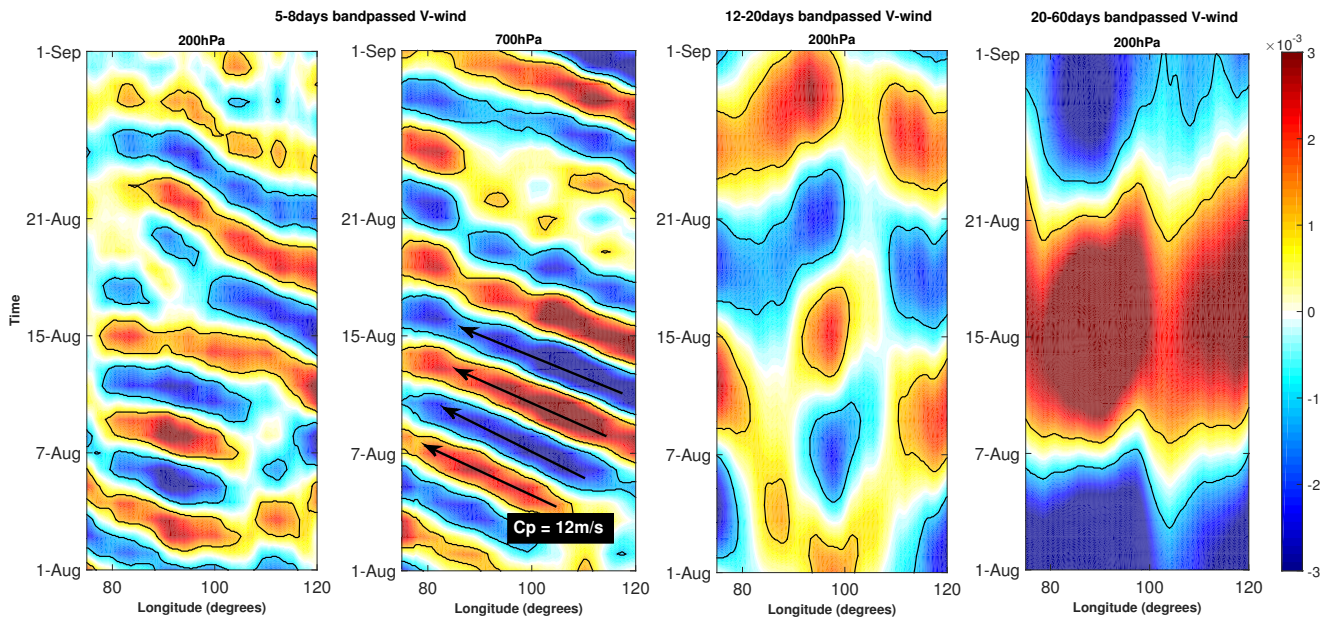 5-8days bandpassed V-wind
12-20days bandpassed V-wind
20-60days bandpassed V-wind
200hPa
700hPa
200hPa
200hPa
×10-3
1-Sep
21-Aug
15-Aug
7-Aug
1-Aug
Time
80
100
120
Longitude (degrees)
1-Sep
21-Aug
15-Aug
7-Aug
1-Aug
Cp = 12m/s
80
100
120
Longitude (degrees)
1-Sep
21-Aug
15-Aug
7-Aug
1-Aug
80
100
120
Longitude (degrees)
1-Sep
21-Aug
15-Aug
7-Aug
1-Aug
80
100
120
Longitude (degrees)
3
2
1
0
-1
-2
-3